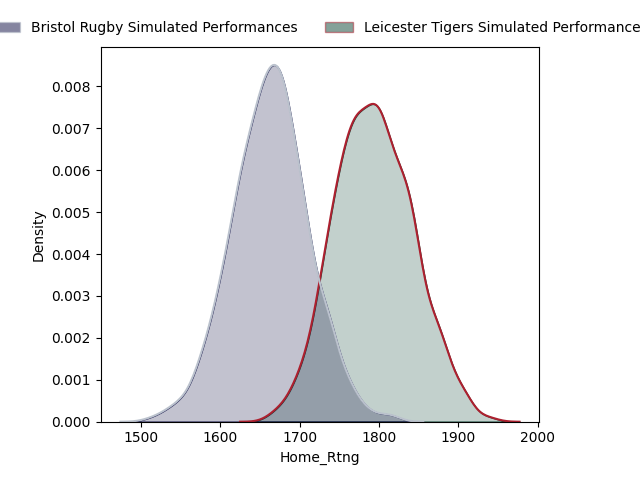 Bristol Rugby Simulated Performances Leicester Tigers Simulated Performance
0.008
0.007
0.006
0.005
0.004
0.003
0.002
0.001
0.000
Density
1500 1600 1700 1800 1900 2000
Home_Rtng